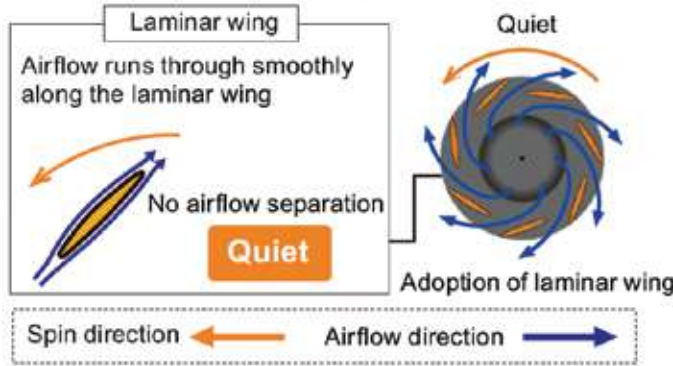 Laminar wing
Airflow runs through smoothly
along the laminar wing
No airflow separation
Quiet
Quiet
Adoption of laminar wing
Spin direction
Airflow direction